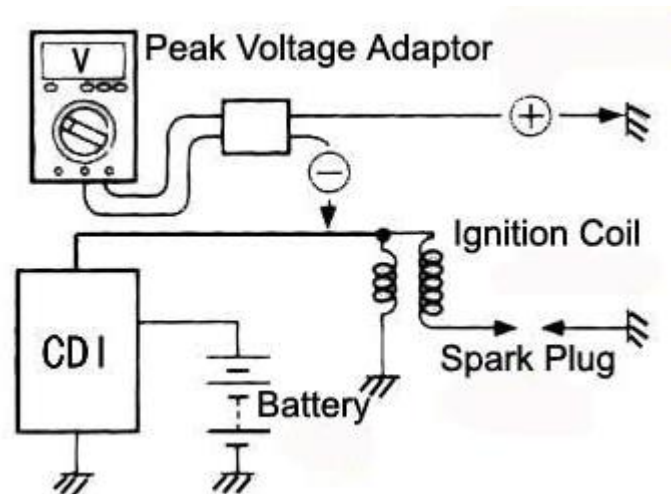 V
Peak Voltage Adaptor
+
−
Ignition Coil
CDI
Spark Plug
Battery